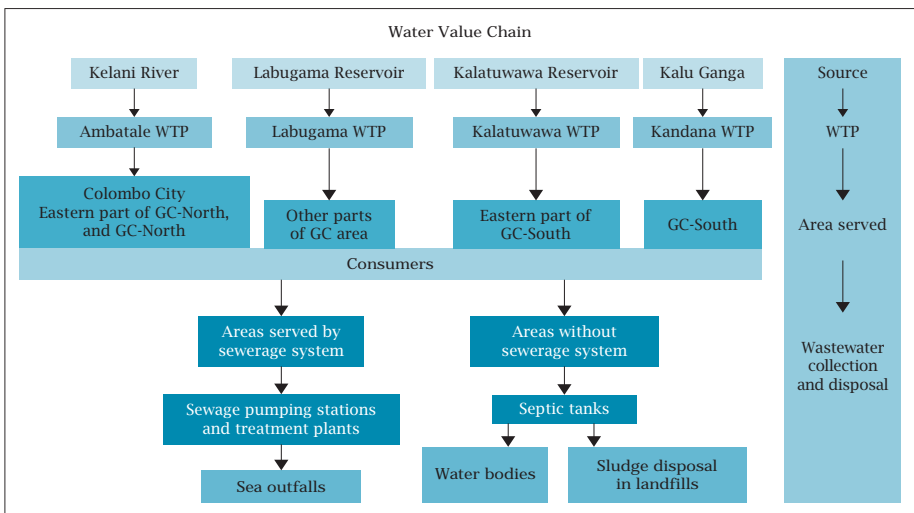 Water Value Chain
Kelani River
Labugama Reservoir
Kalatuwawa Reservoir
Kalu Ganga
Source
Ambatale WTP
Labugama WTP
Kalatuwawa WTP
Kandana WTP
WTP
Colombo City
Eastern part of GC-North,
and GC-North
Other parts
of GC area
Eastern part of
GC-South
GC-South
Area served
Consumers
Areas served by
sewerage system
Areas without
sewerage system
Wastewater
collection
and disposal
Sewage pumping stations
and treatment plants
Septic tanks
Sea outfalls
Water bodies
Sludge disposal
in landfills